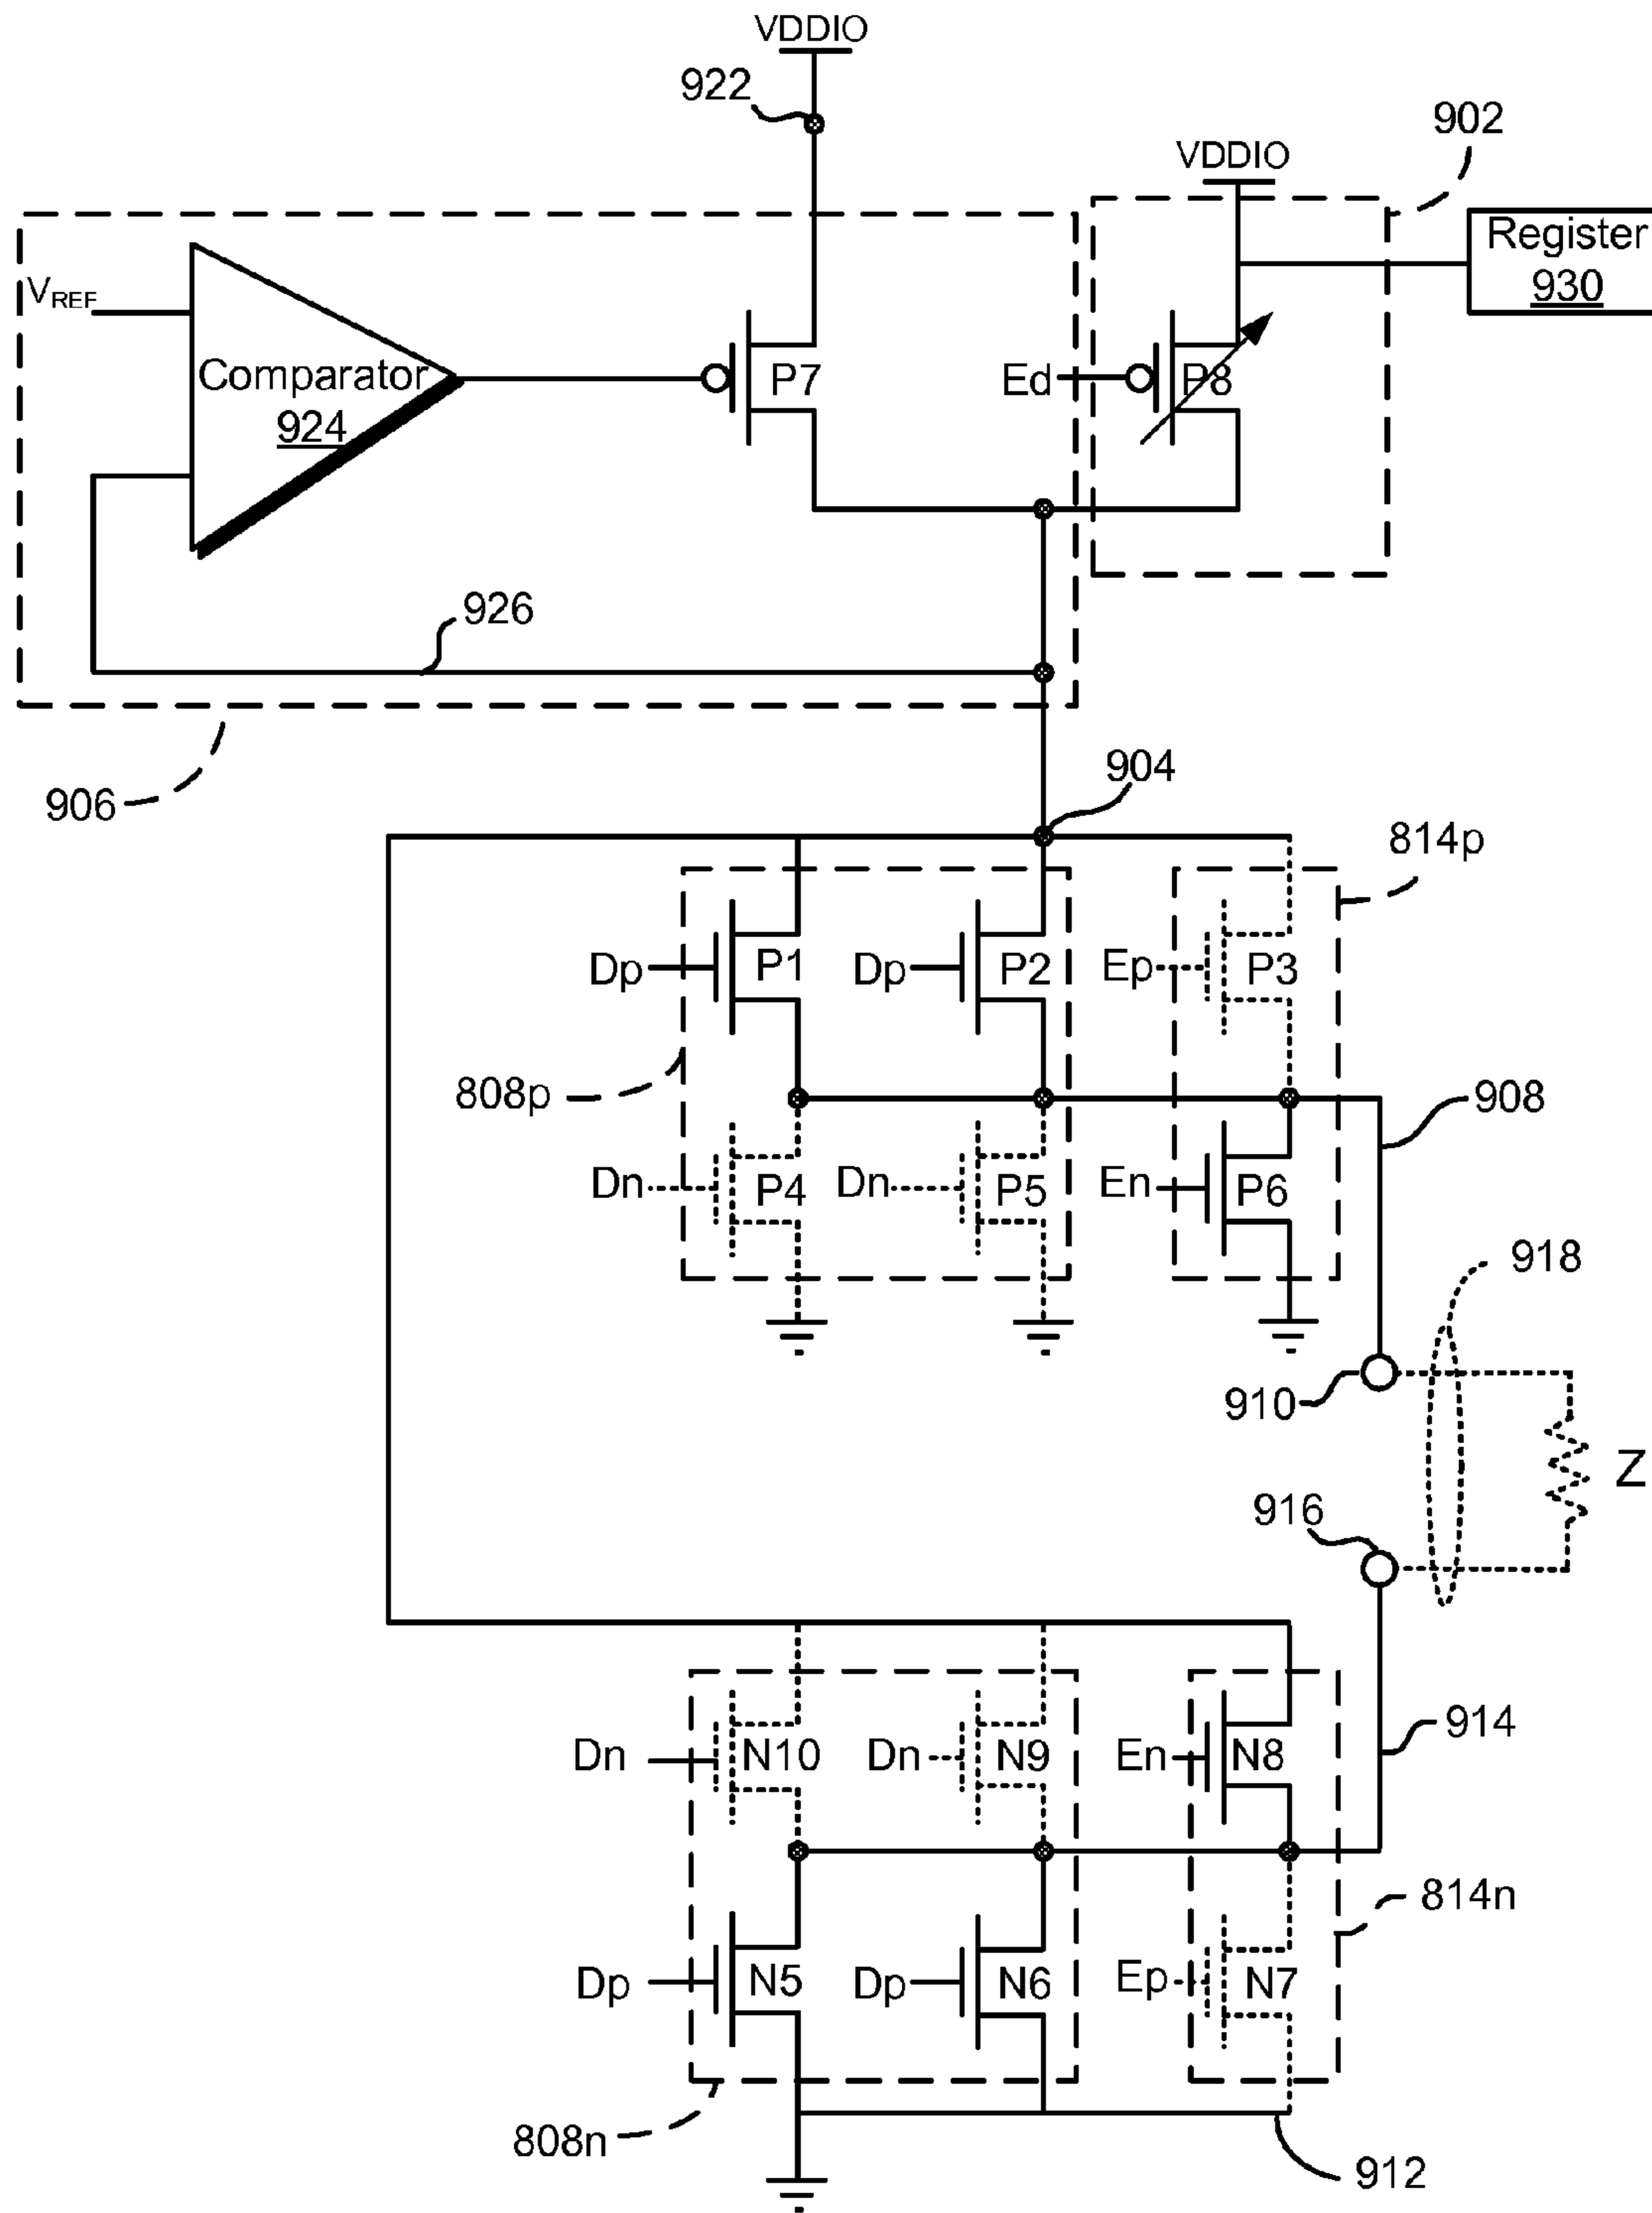 VDDIO
922
902
VDDIO
Register
930
VREF
Comparator
924
P7
Ed
P8
926
906
904
814p
Dp
P1
Dp
P2
Ep
P3
808p
908
Dn
P4
Dn
P5
En
P6
918
910
Z
916
914
Dn
N10
Dn
N9
En
N8
814n
Dp
N5
Dp
N6
Ep
N7
808n
912